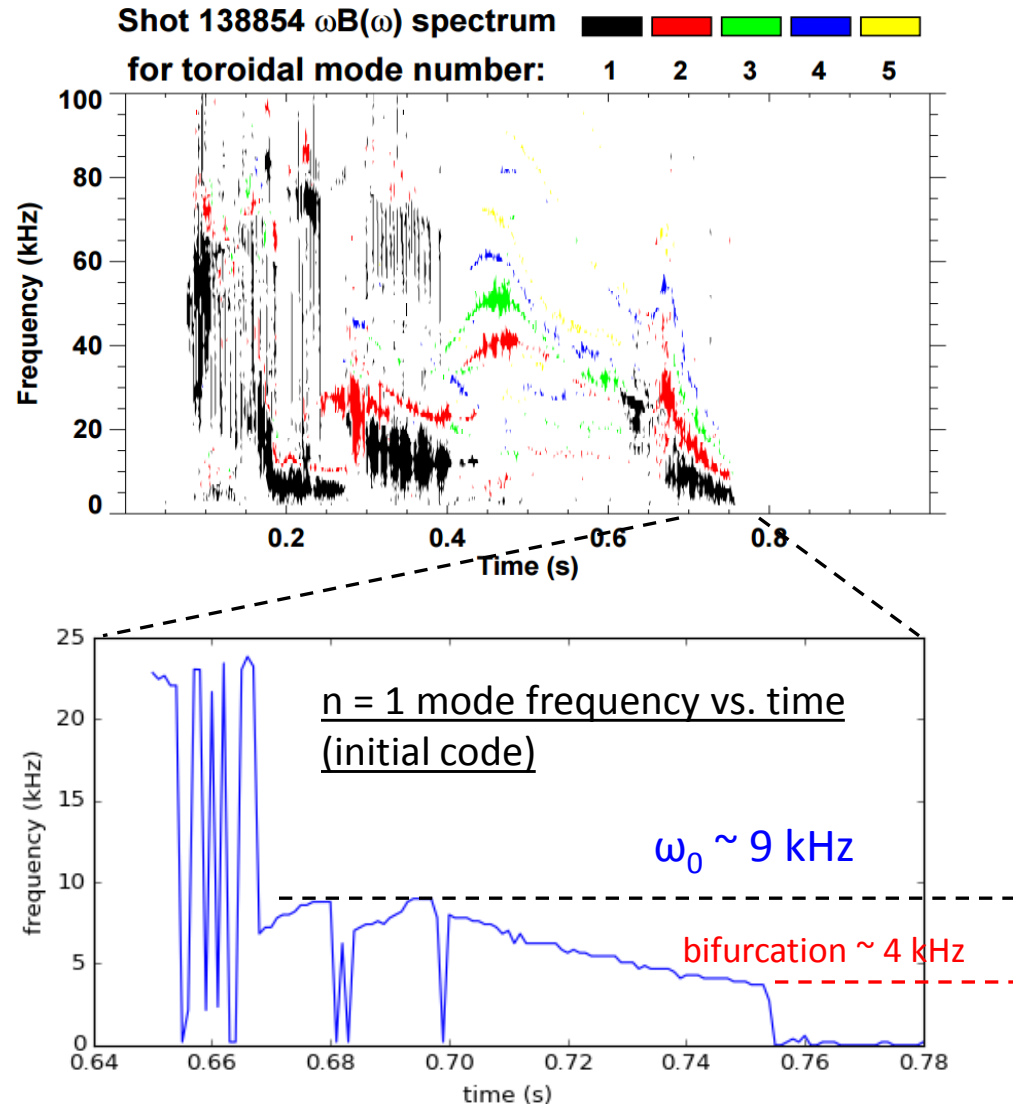 Shot 138854 ωB(ω) spectrum
for toroidal mode number: 1 2 3 4 5
100
80
60
40
20
0
Frequency (kHz)
0.2 0.4 0.6 0.8
Time (s)
25
20
15
10
5
0
frequency (kHz)
n = 1 mode frequency vs. time
(initial code)
ω₀ ~ 9 kHz
bifurcation ~ 4 kHz
0.64 0.66 0.68 0.70 0.72 0.74 0.76 0.78
time (s)